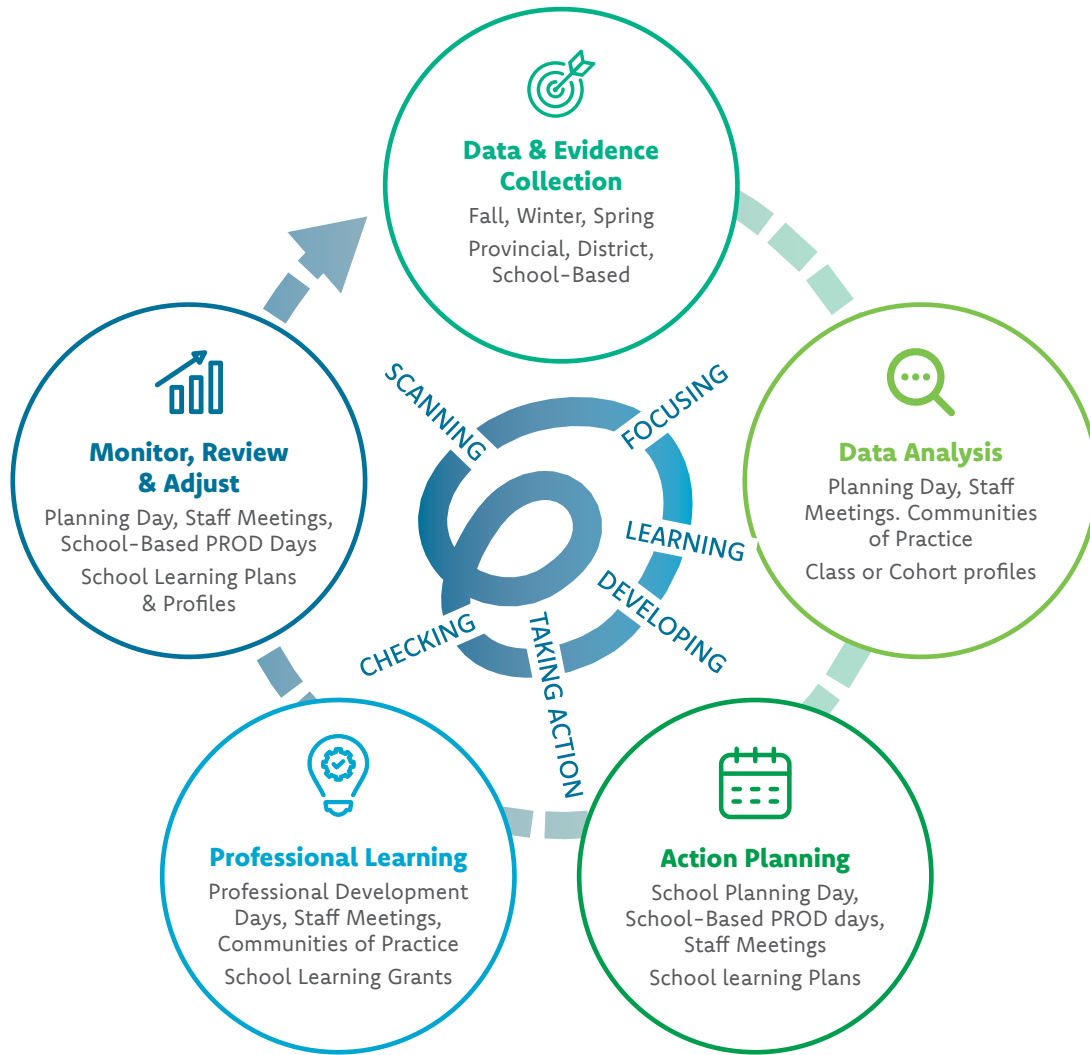 Data & Evidence
Collection
Fall, Winter, Spring
Provincial, District,
School-Based
Data Analysis
Planning Day, Staff
Meetings. Communities
of Practice
Class or Cohort profiles
Action Planning
School Planning Day,
School-Based PROD days,
Staff Meetings
School learning Plans
Professional Learning
Professional Development
Days, Staff Meetings,
Communities of Practice
School Learning Grants
Monitor, Review
& Adjust
Planning Day, Staff Meetings,
School-Based PROD Days
School Learning Plans
& Profiles
SCANNING
FOCUSING
LEARNING
DEVELOPING
TAKING ACTION
CHECKING